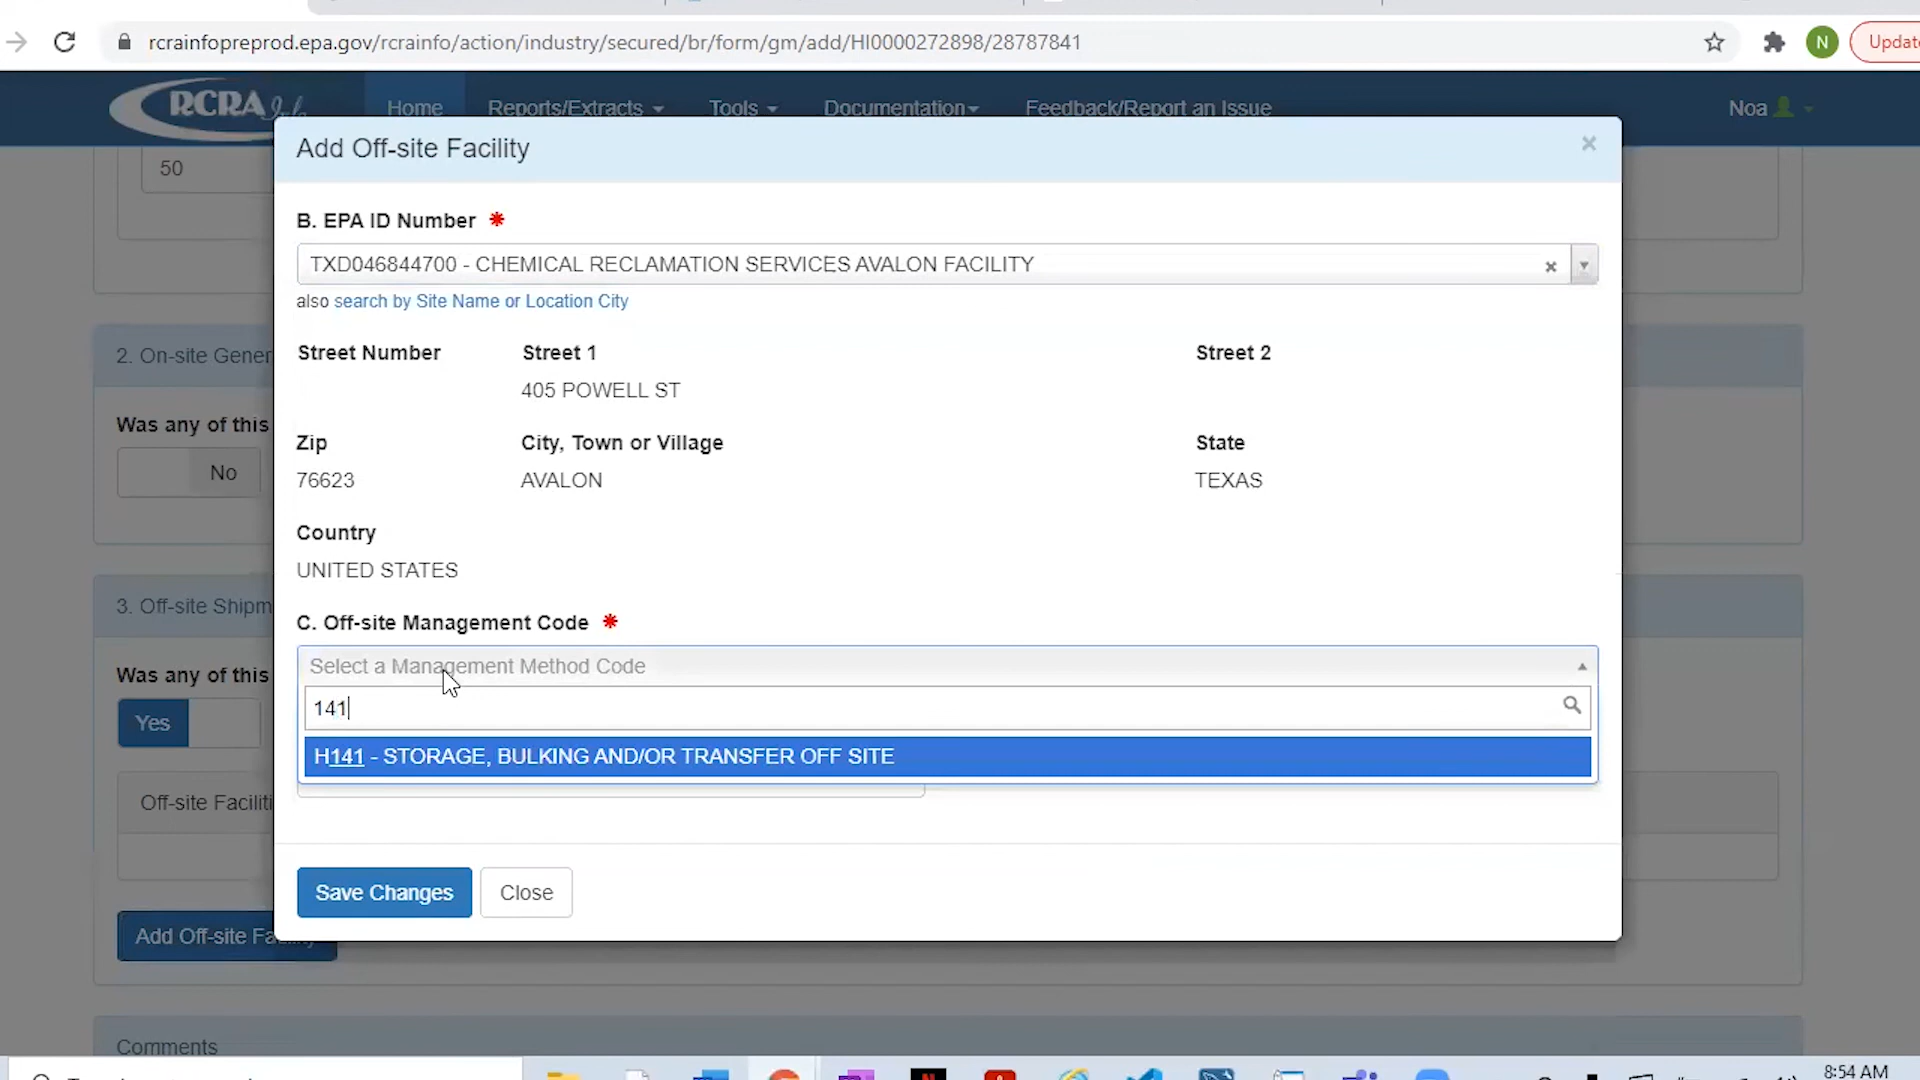 rcrainfopreprod.epa.gov/rcrainfo/action/industry/secured/br/form/gm/add/HI0000272898/28787841
N
Update
RCRAInfo
Home
Reports/Extracts
Tools
Documentation
Feedback/Report an Issue
Noa
50
Add Off-site Facility
×
B. EPA ID Number *
TXD046844700 - CHEMICAL RECLAMATION SERVICES AVALON FACILITY
also search by Site Name or Location City
Street Number Street 1 Street 2
405 POWELL ST
Zip City, Town or Village State
76623 AVALON TEXAS
Country
UNITED STATES
C. Off-site Management Code *
Select a Management Method Code
141
H141 - STORAGE, BULKING AND/OR TRANSFER OFF SITE
Save Changes Close
2. On-site Gener
Was any of this
No
3. Off-site Shipm
Was any of this
Yes
Off-site Faciliti
Add Off-site Facility
Comments
8:54 AM